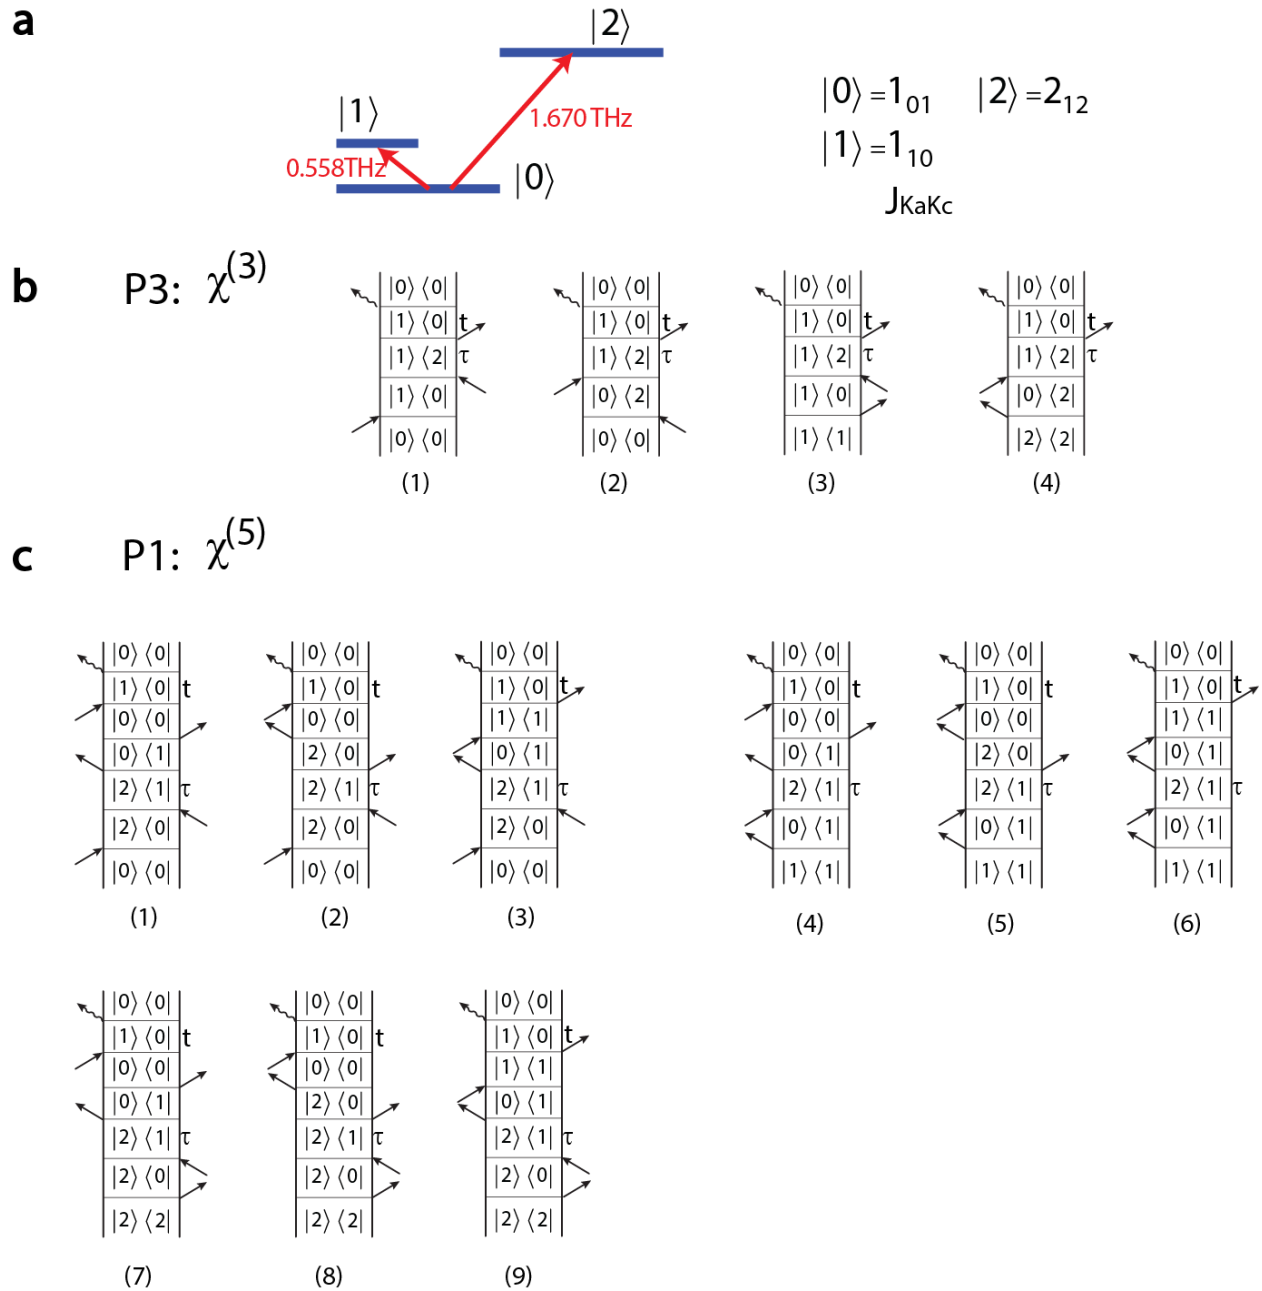 a
|2⟩
|1⟩
1.670 THz
0.558THz
|0⟩
|0⟩ =1₀₁ |2⟩ =2₁₂
|1⟩ =1₁₀
J_KaKc
b P3: χ^(3)
|0⟩⟨0| |0⟩⟨0| |0⟩⟨0| |0⟩⟨0|
|1⟩⟨0| t |1⟩⟨0| t |1⟩⟨0| t |1⟩⟨0| t
|1⟩⟨2| τ |1⟩⟨2| τ |1⟩⟨2| τ |1⟩⟨2| τ
|1⟩⟨0| |0⟩⟨2| |1⟩⟨0| |0⟩⟨2|
|0⟩⟨0| |0⟩⟨0| |1⟩⟨1| |2⟩⟨2|
(1) (2) (3) (4)
c P1: χ^(5)
|0⟩⟨0| |0⟩⟨0| |0⟩⟨0| |0⟩⟨0| |0⟩⟨0| |0⟩⟨0|
|1⟩⟨0| t |1⟩⟨0| t |1⟩⟨0| t |1⟩⟨0| t |1⟩⟨0| t |1⟩⟨0| t
|0⟩⟨0| |0⟩⟨0| |1⟩⟨1| |0⟩⟨0| |0⟩⟨0| |1⟩⟨1|
|0⟩⟨1| |2⟩⟨0| |0⟩⟨1| |0⟩⟨1| |2⟩⟨0| |0⟩⟨1|
|2⟩⟨1| τ |2⟩⟨1| τ |2⟩⟨1| τ |2⟩⟨1| τ |2⟩⟨1| τ |2⟩⟨1| τ
|2⟩⟨0| |2⟩⟨0| |2⟩⟨0| |0⟩⟨1| |0⟩⟨1| |0⟩⟨1|
|0⟩⟨0| |0⟩⟨0| |0⟩⟨0| |1⟩⟨1| |1⟩⟨1| |1⟩⟨1|
(1) (2) (3) (4) (5) (6)
|0⟩⟨0| |0⟩⟨0| |0⟩⟨0|
|1⟩⟨0| t |1⟩⟨0| t |1⟩⟨0| t
|0⟩⟨0| |0⟩⟨0| |1⟩⟨1|
|0⟩⟨1| |2⟩⟨0| |0⟩⟨1|
|2⟩⟨1| τ |2⟩⟨1| τ |2⟩⟨1| τ
|2⟩⟨0| |2⟩⟨0| |2⟩⟨0|
|2⟩⟨2| |2⟩⟨2| |2⟩⟨2|
(7) (8) (9)